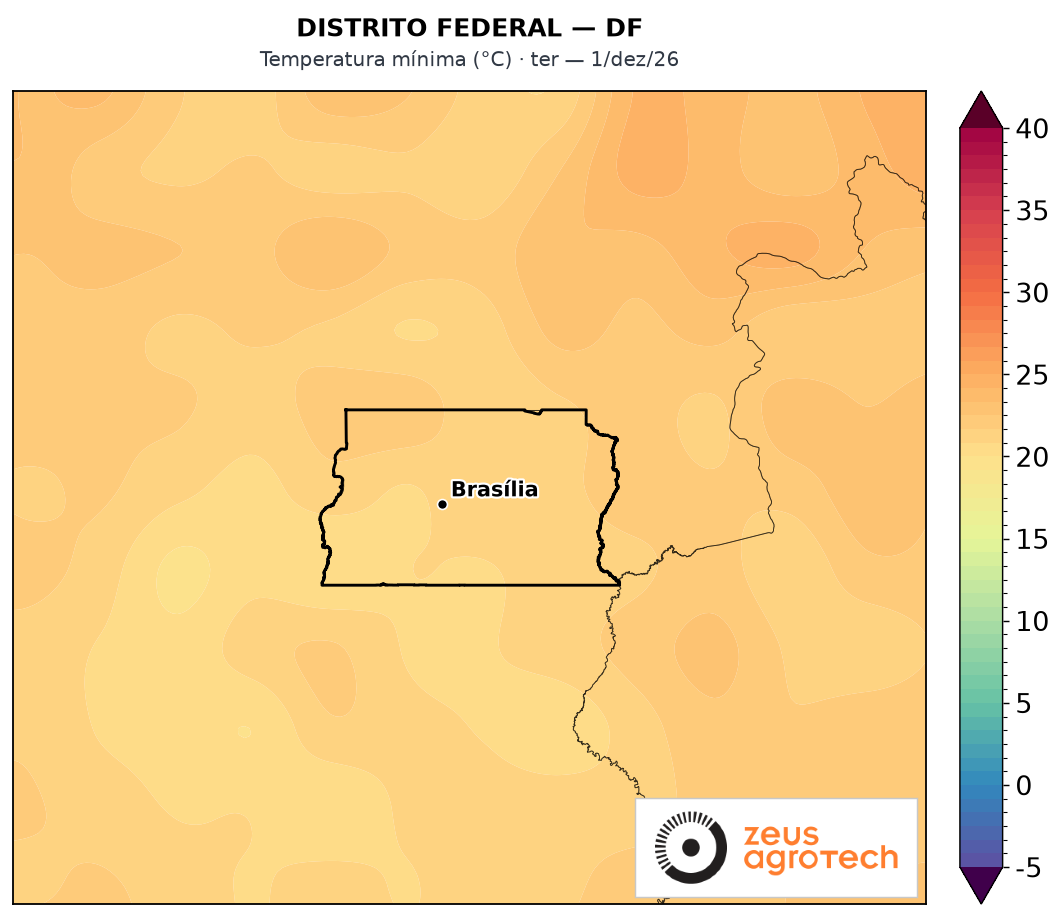 DISTRITO FEDERAL — DF
Temperatura mínima (°C) · ter — 1/dez/26
40
35
30
25
20
15
10
5
0
-5
Brasília
zeus
agrotech